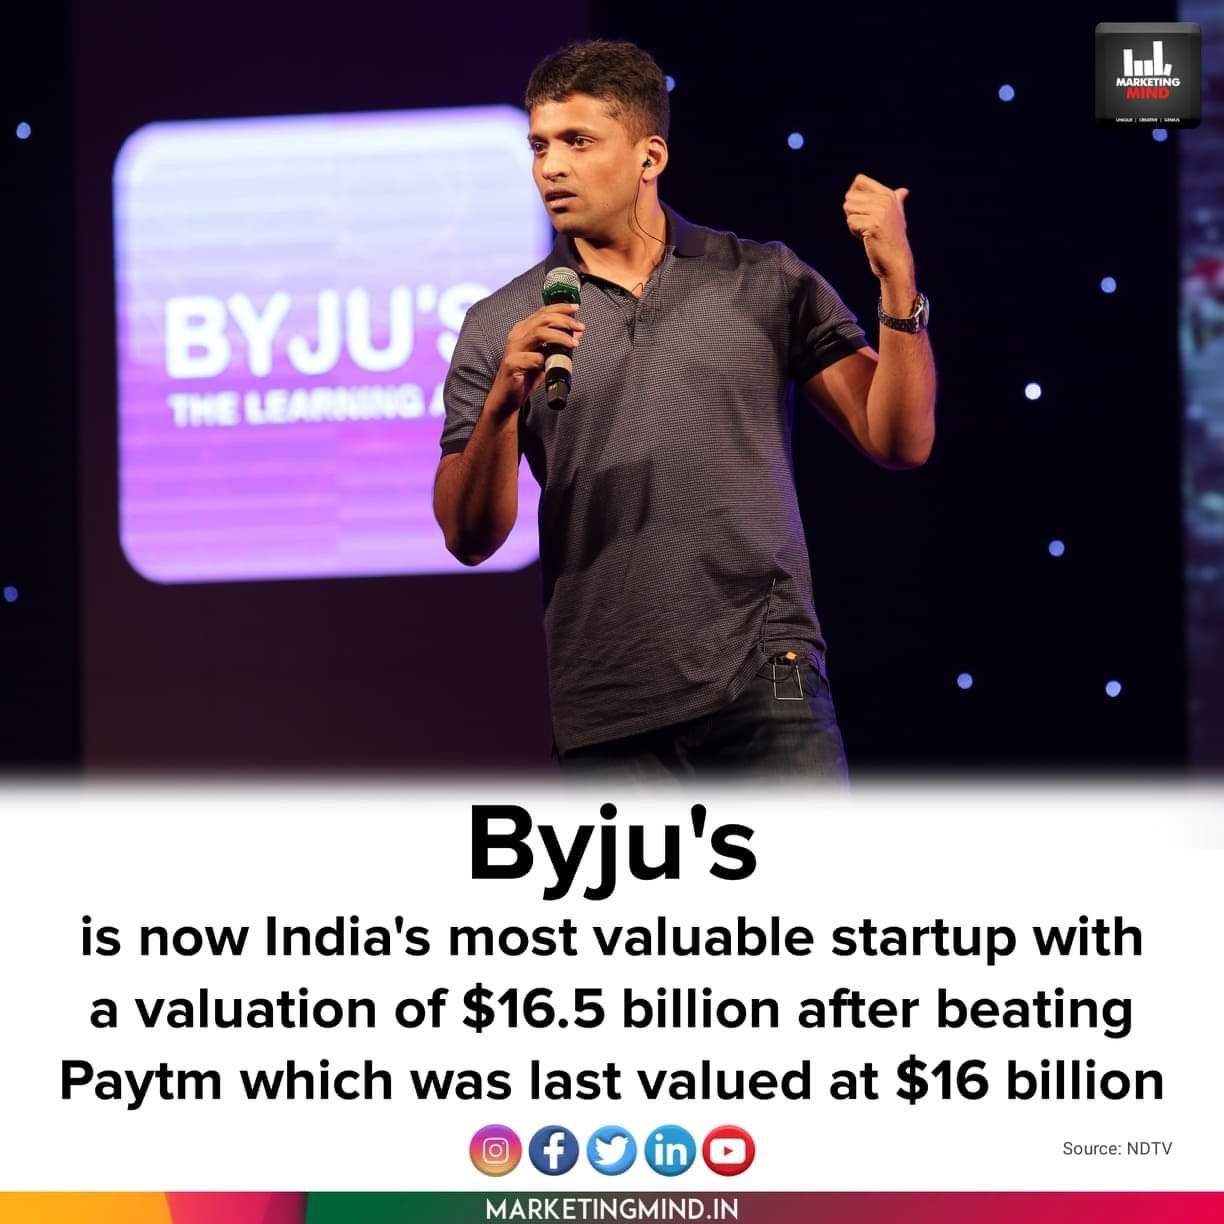 MARKETING
MIND
UNIQUE | CREATIVE | GENIUS
BYJU'S
THE LEARNING
Byju's
is now India's most valuable startup with
a valuation of $16.5 billion after beating
Paytm which was last valued at $16 billion
Source: NDTV
MARKETINGMIND.IN